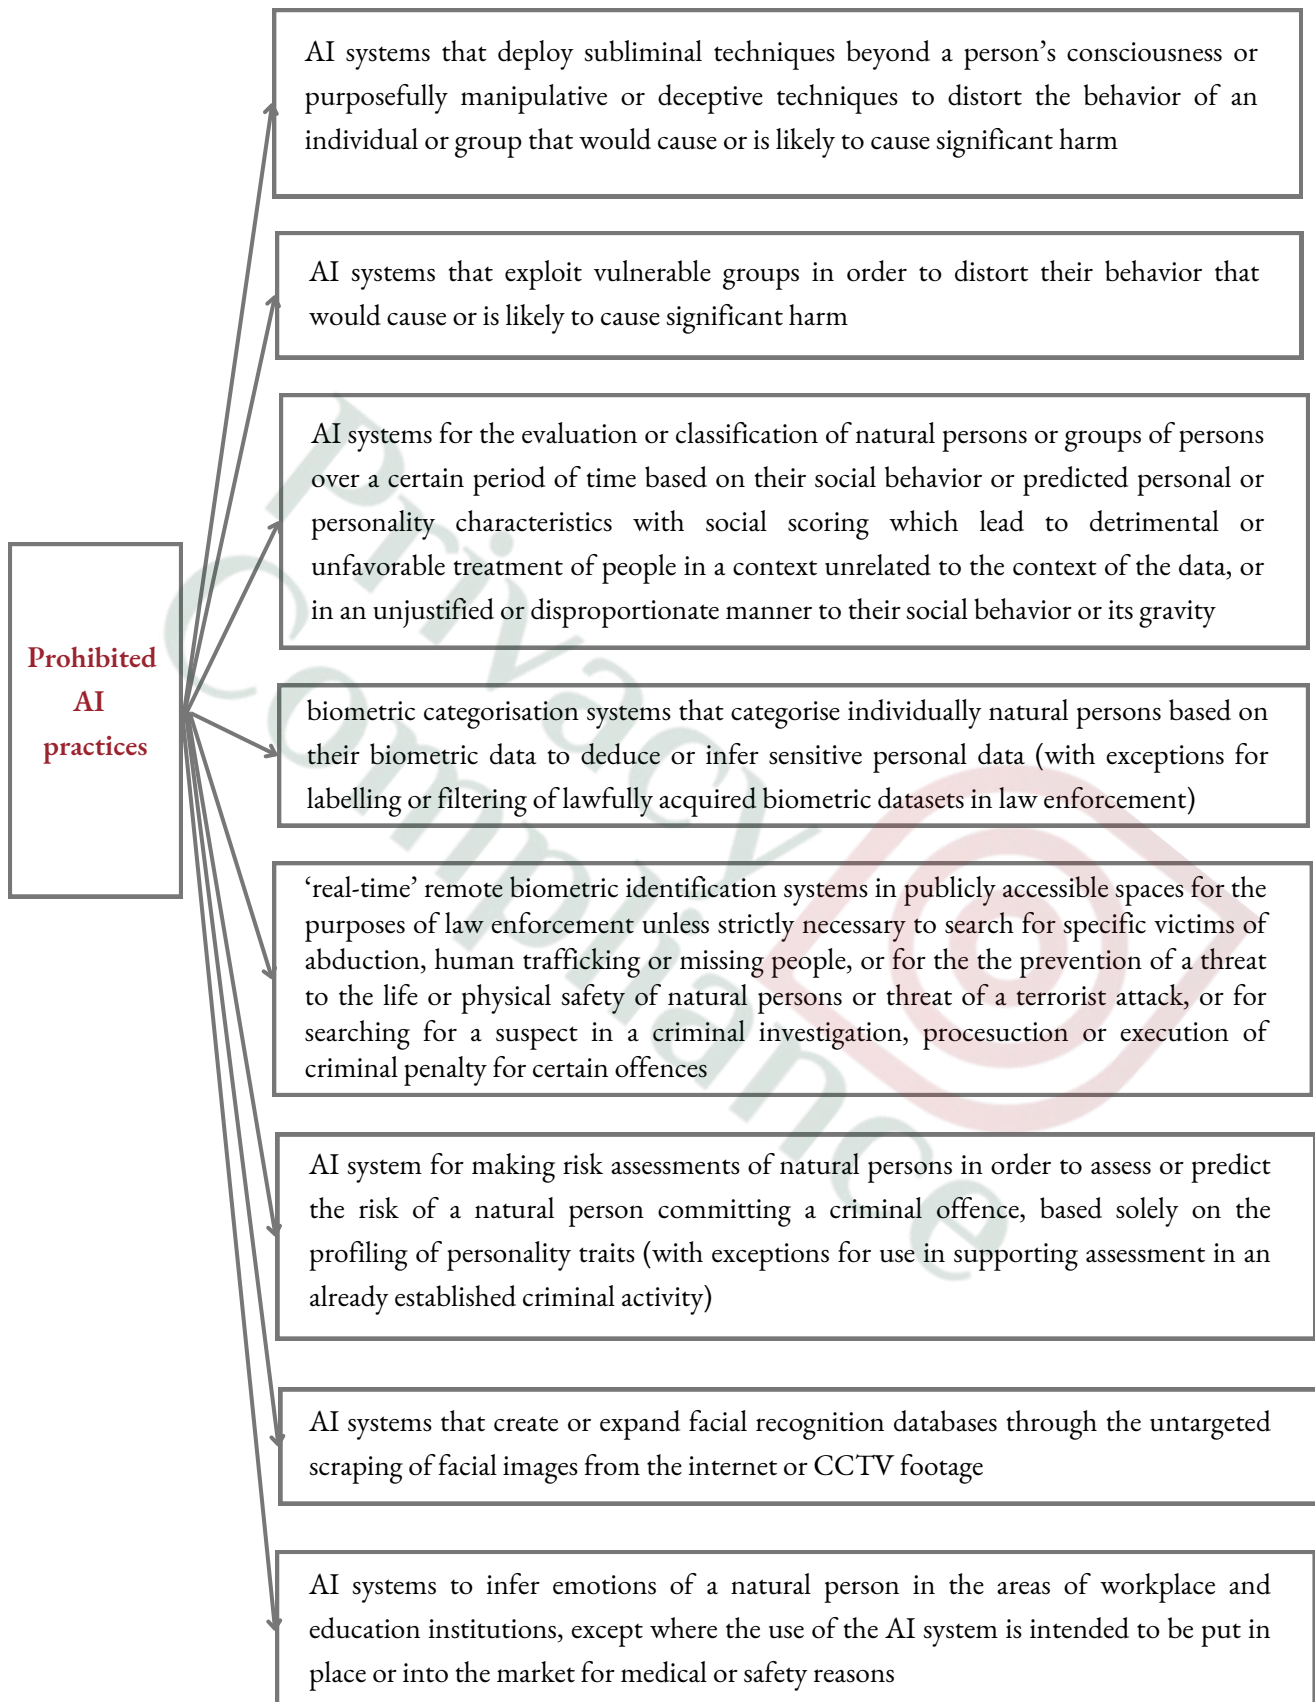 AI systems that deploy subliminal techniques beyond a person’s consciousness or
purposefully manipulative or deceptive techniques to distort the behavior of an
individual or group that would cause or is likely to cause significant harm
AI systems that exploit vulnerable groups in order to distort their behavior that
would cause or is likely to cause significant harm
AI systems for the evaluation or classification of natural persons or groups of persons
over a certain period of time based on their social behavior or predicted personal or
personality characteristics with social scoring which lead to detrimental or
unfavorable treatment of people in a context unrelated to the context of the data, or
in an unjustified or disproportionate manner to their social behavior or its gravity
Prohibited
AI
practices
biometric categorisation systems that categorise individually natural persons based on
their biometric data to deduce or infer sensitive personal data (with exceptions for
labelling or filtering of lawfully acquired biometric datasets in law enforcement)
‘real-time’ remote biometric identification systems in publicly accessible spaces for the
purposes of law enforcement unless strictly necessary to search for specific victims of
abduction, human trafficking or missing people, or for the the prevention of a threat
to the life or physical safety of natural persons or threat of a terrorist attack, or for
searching for a suspect in a criminal investigation, procesuction or execution of
criminal penalty for certain offences
AI system for making risk assessments of natural persons in order to assess or predict
the risk of a natural person committing a criminal offence, based solely on the
profiling of personality traits (with exceptions for use in supporting assessment in an
already established criminal activity)
AI systems that create or expand facial recognition databases through the untargeted
scraping of facial images from the internet or CCTV footage
AI systems to infer emotions of a natural person in the areas of workplace and
education institutions, except where the use of the AI system is intended to be put in
place or into the market for medical or safety reasons
Privacy
Compliance